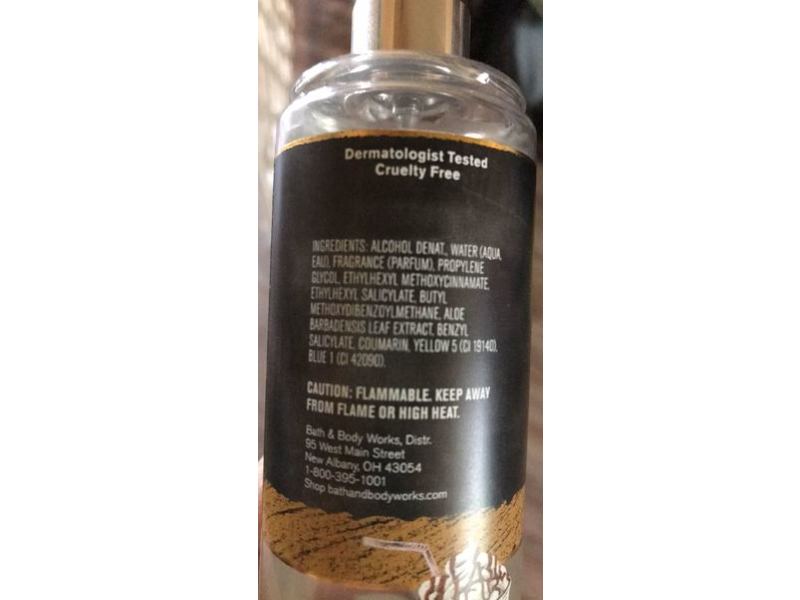 Dermatologist Tested
Cruelty Free
INGREDIENTS: ALCOHOL DENAT., WATER (AQUA,
EAU), FRAGRANCE (PARFUM), PROPYLENE
GLYCOL, ETHYLHEXYL METHOXYCINNAMATE,
ETHYLHEXYL SALICYLATE, BUTYL
METHOXYDIBENZOYLMETHANE, ALOE
BARBADENSIS LEAF EXTRACT, BENZYL
SALICYLATE, COUMARIN, YELLOW 5 (CI 19140),
BLUE 1 (CI 42090).
CAUTION: FLAMMABLE. KEEP AWAY
FROM FLAME OR HIGH HEAT.
Bath & Body Works, Distr.
95 West Main Street
New Albany, OH 43054
1-800-395-1001
Shop bathandbodyworks.com